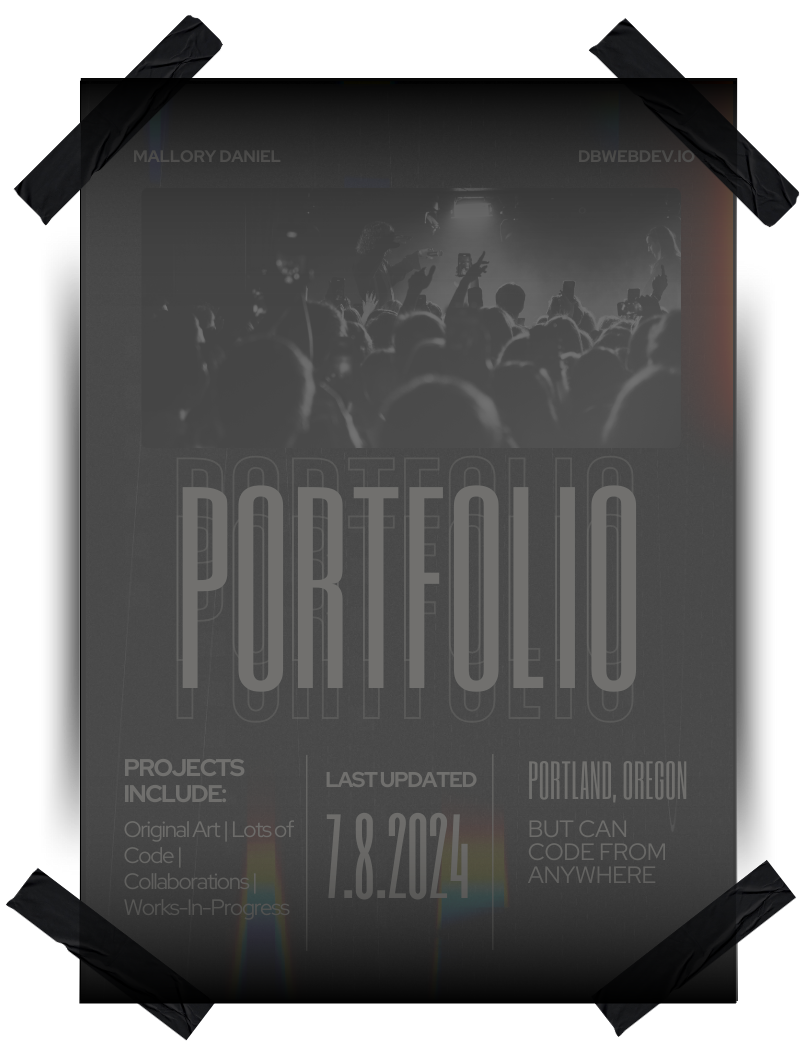 MALLORY DANIEL
DBWEBDEV.IO
PORTFOLIO
PROJECTS
INCLUDE:
Original Art | Lots of
Code |
Collaborations |
Works-In-Progress
LAST UPDATED
7.8.2024
PORTLAND, OREGON
BUT CAN
CODE FROM
ANYWHERE